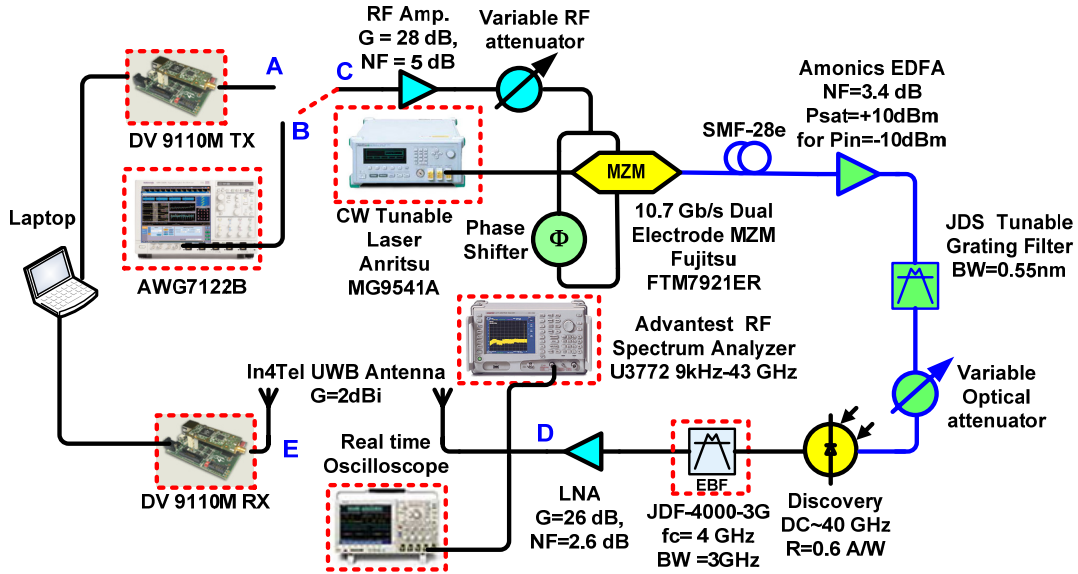 RF Amp.
G = 28 dB,
NF = 5 dB
Variable RF
attenuator
A
C
B
DV 9110M TX
Amonics EDFA
NF=3.4 dB
Psat=+10dBm
for Pin=-10dBm
SMF-28e
MZM
Laptop
AWG7122B
CW Tunable
Laser
Anritsu
MG9541A
Phase
Shifter
Φ
10.7 Gb/s Dual
Electrode MZM
Fujitsu
FTM7921ER
JDS Tunable
Grating Filter
BW=0.55nm
Advantest RF
Spectrum Analyzer
U3772 9kHz-43 GHz
In4Tel UWB Antenna
G=2dBi
Variable
Optical
attenuator
E
D
DV 9110M RX
Real time
Oscilloscope
LNA
G=26 dB,
NF=2.6 dB
EBF
JDF-4000-3G
fc= 4 GHz
BW =3GHz
Discovery
DC~40 GHz
R=0.6 A/W